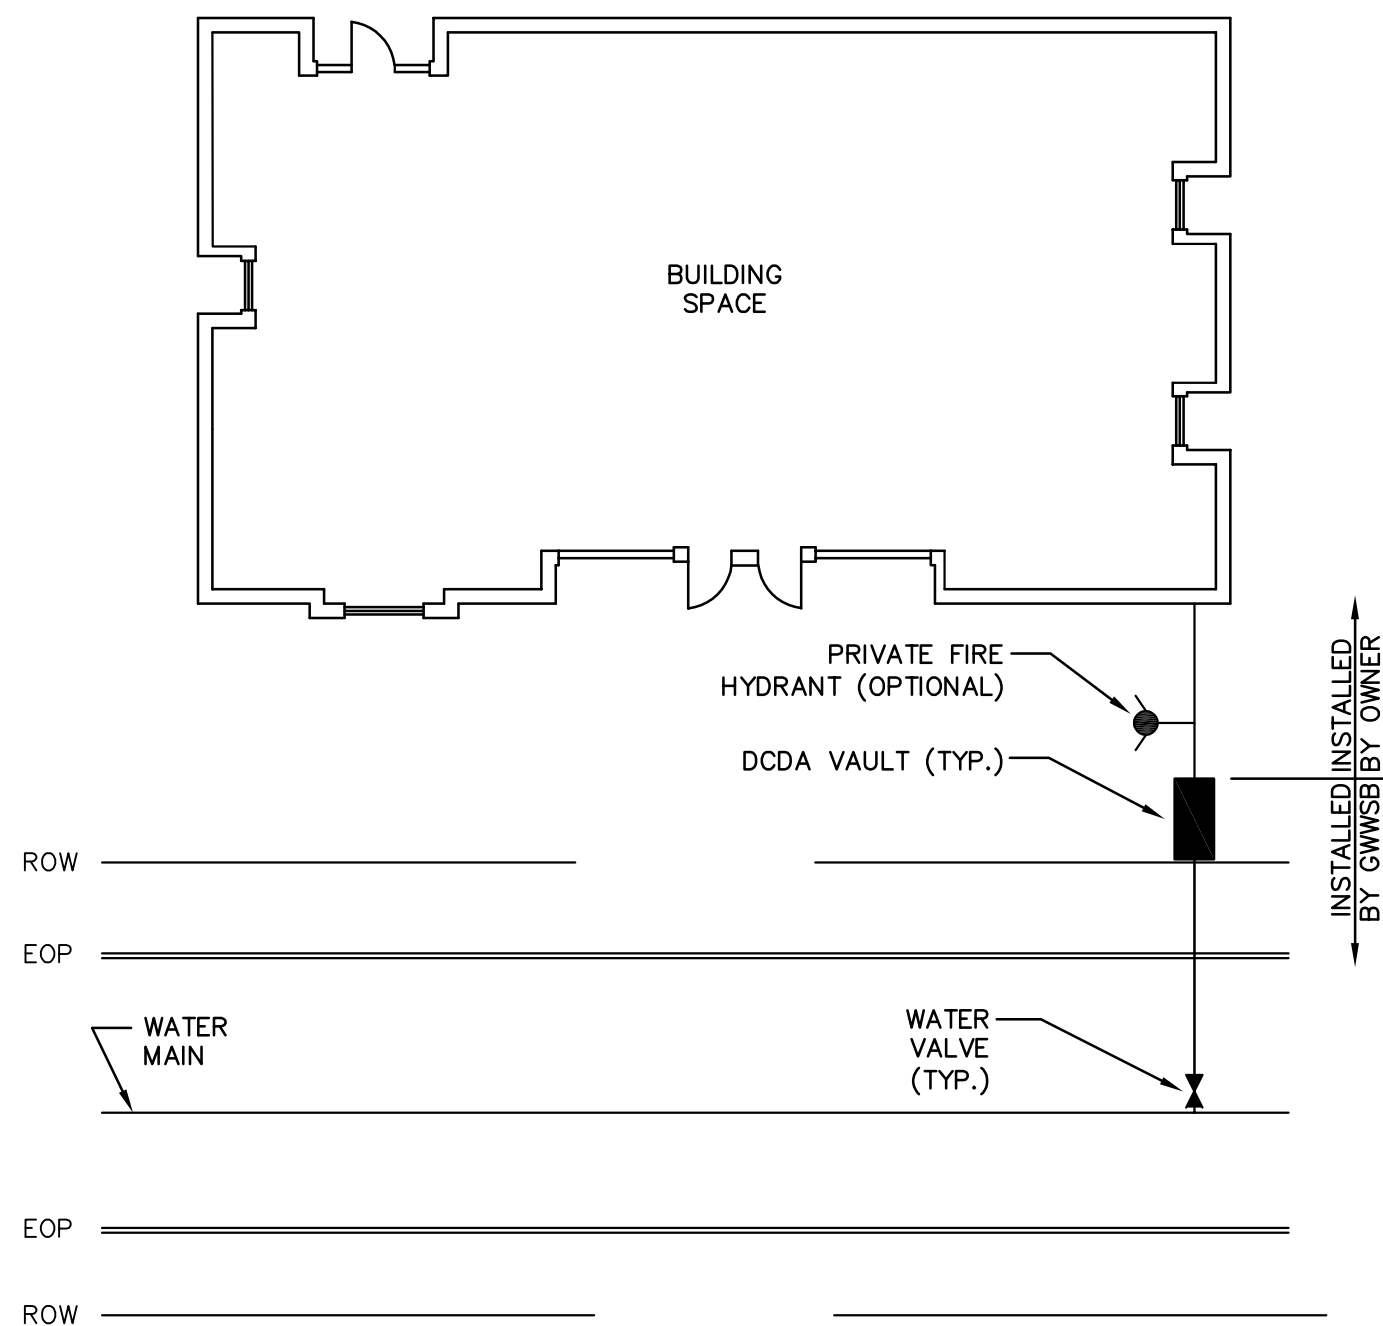 BUILDING
SPACE
PRIVATE FIRE
HYDRANT (OPTIONAL)
DCDA VAULT (TYP.)
INSTALLED
BY OWNER
INSTALLED
BY GWWSB
ROW
EOP
WATER
MAIN
WATER
VALVE
(TYP.)
EOP
ROW